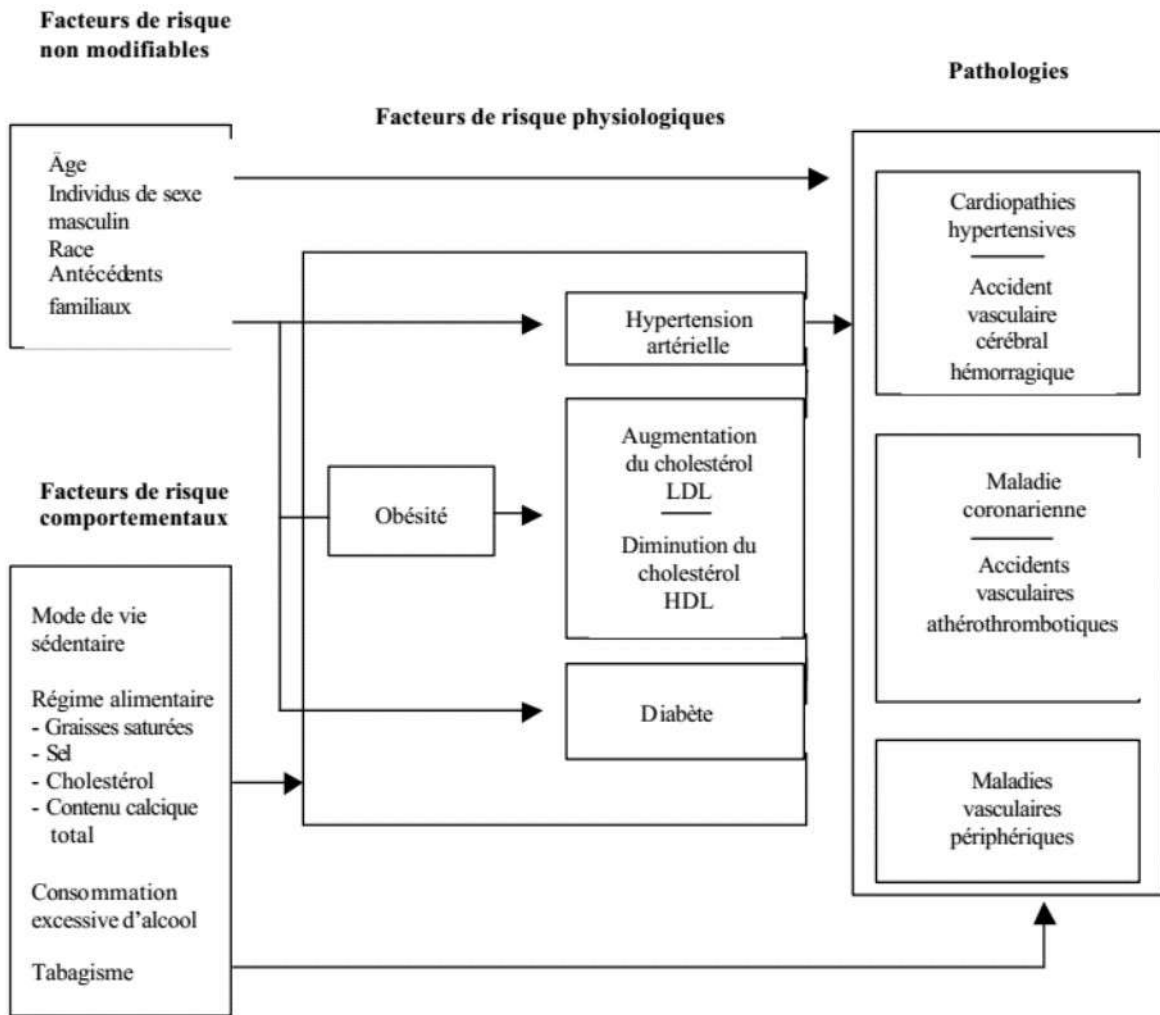 Facteurs de risque
non modifiables
Pathologies
Facteurs de risque physiologiques
Äge
Individus de sexe
masculin
Race
Antécédents
familiaux
Cardiopathies
hypertensives
Accident
vasculaire
cérébral
hémorragique
Hypertension
artérielle
Augmentation
du cholestérol
LDL
Diminution du
cholestérol
HDL
Obésité
Diabète
Maladie
coronarienne
Accidents
vasculaires
athérothrombotiques
Maladies
vasculaires
périphériques
Facteurs de risque
comportementaux
Mode de vie
sédentaire
Régime alimentaire
- Graisses saturées
- Sel
- Cholestérol
- Contenu calcique
total
Consommation
excessive d’alcool
Tabagisme